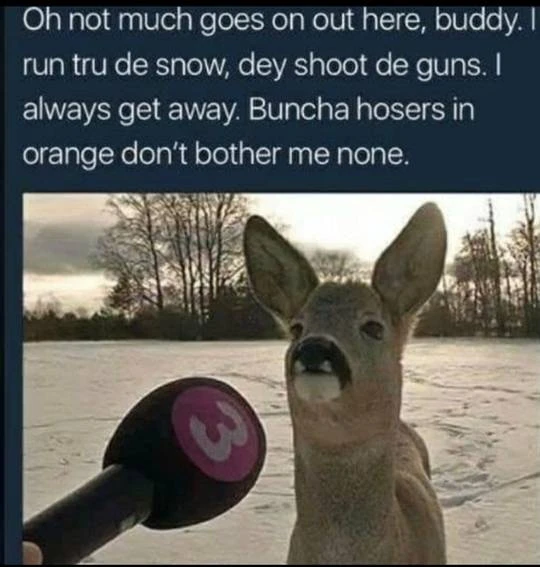 Oh not much goes on out here, buddy. I
run tru de snow, dey shoot de guns. I
always get away. Buncha hosers in
orange don't bother me none.
3